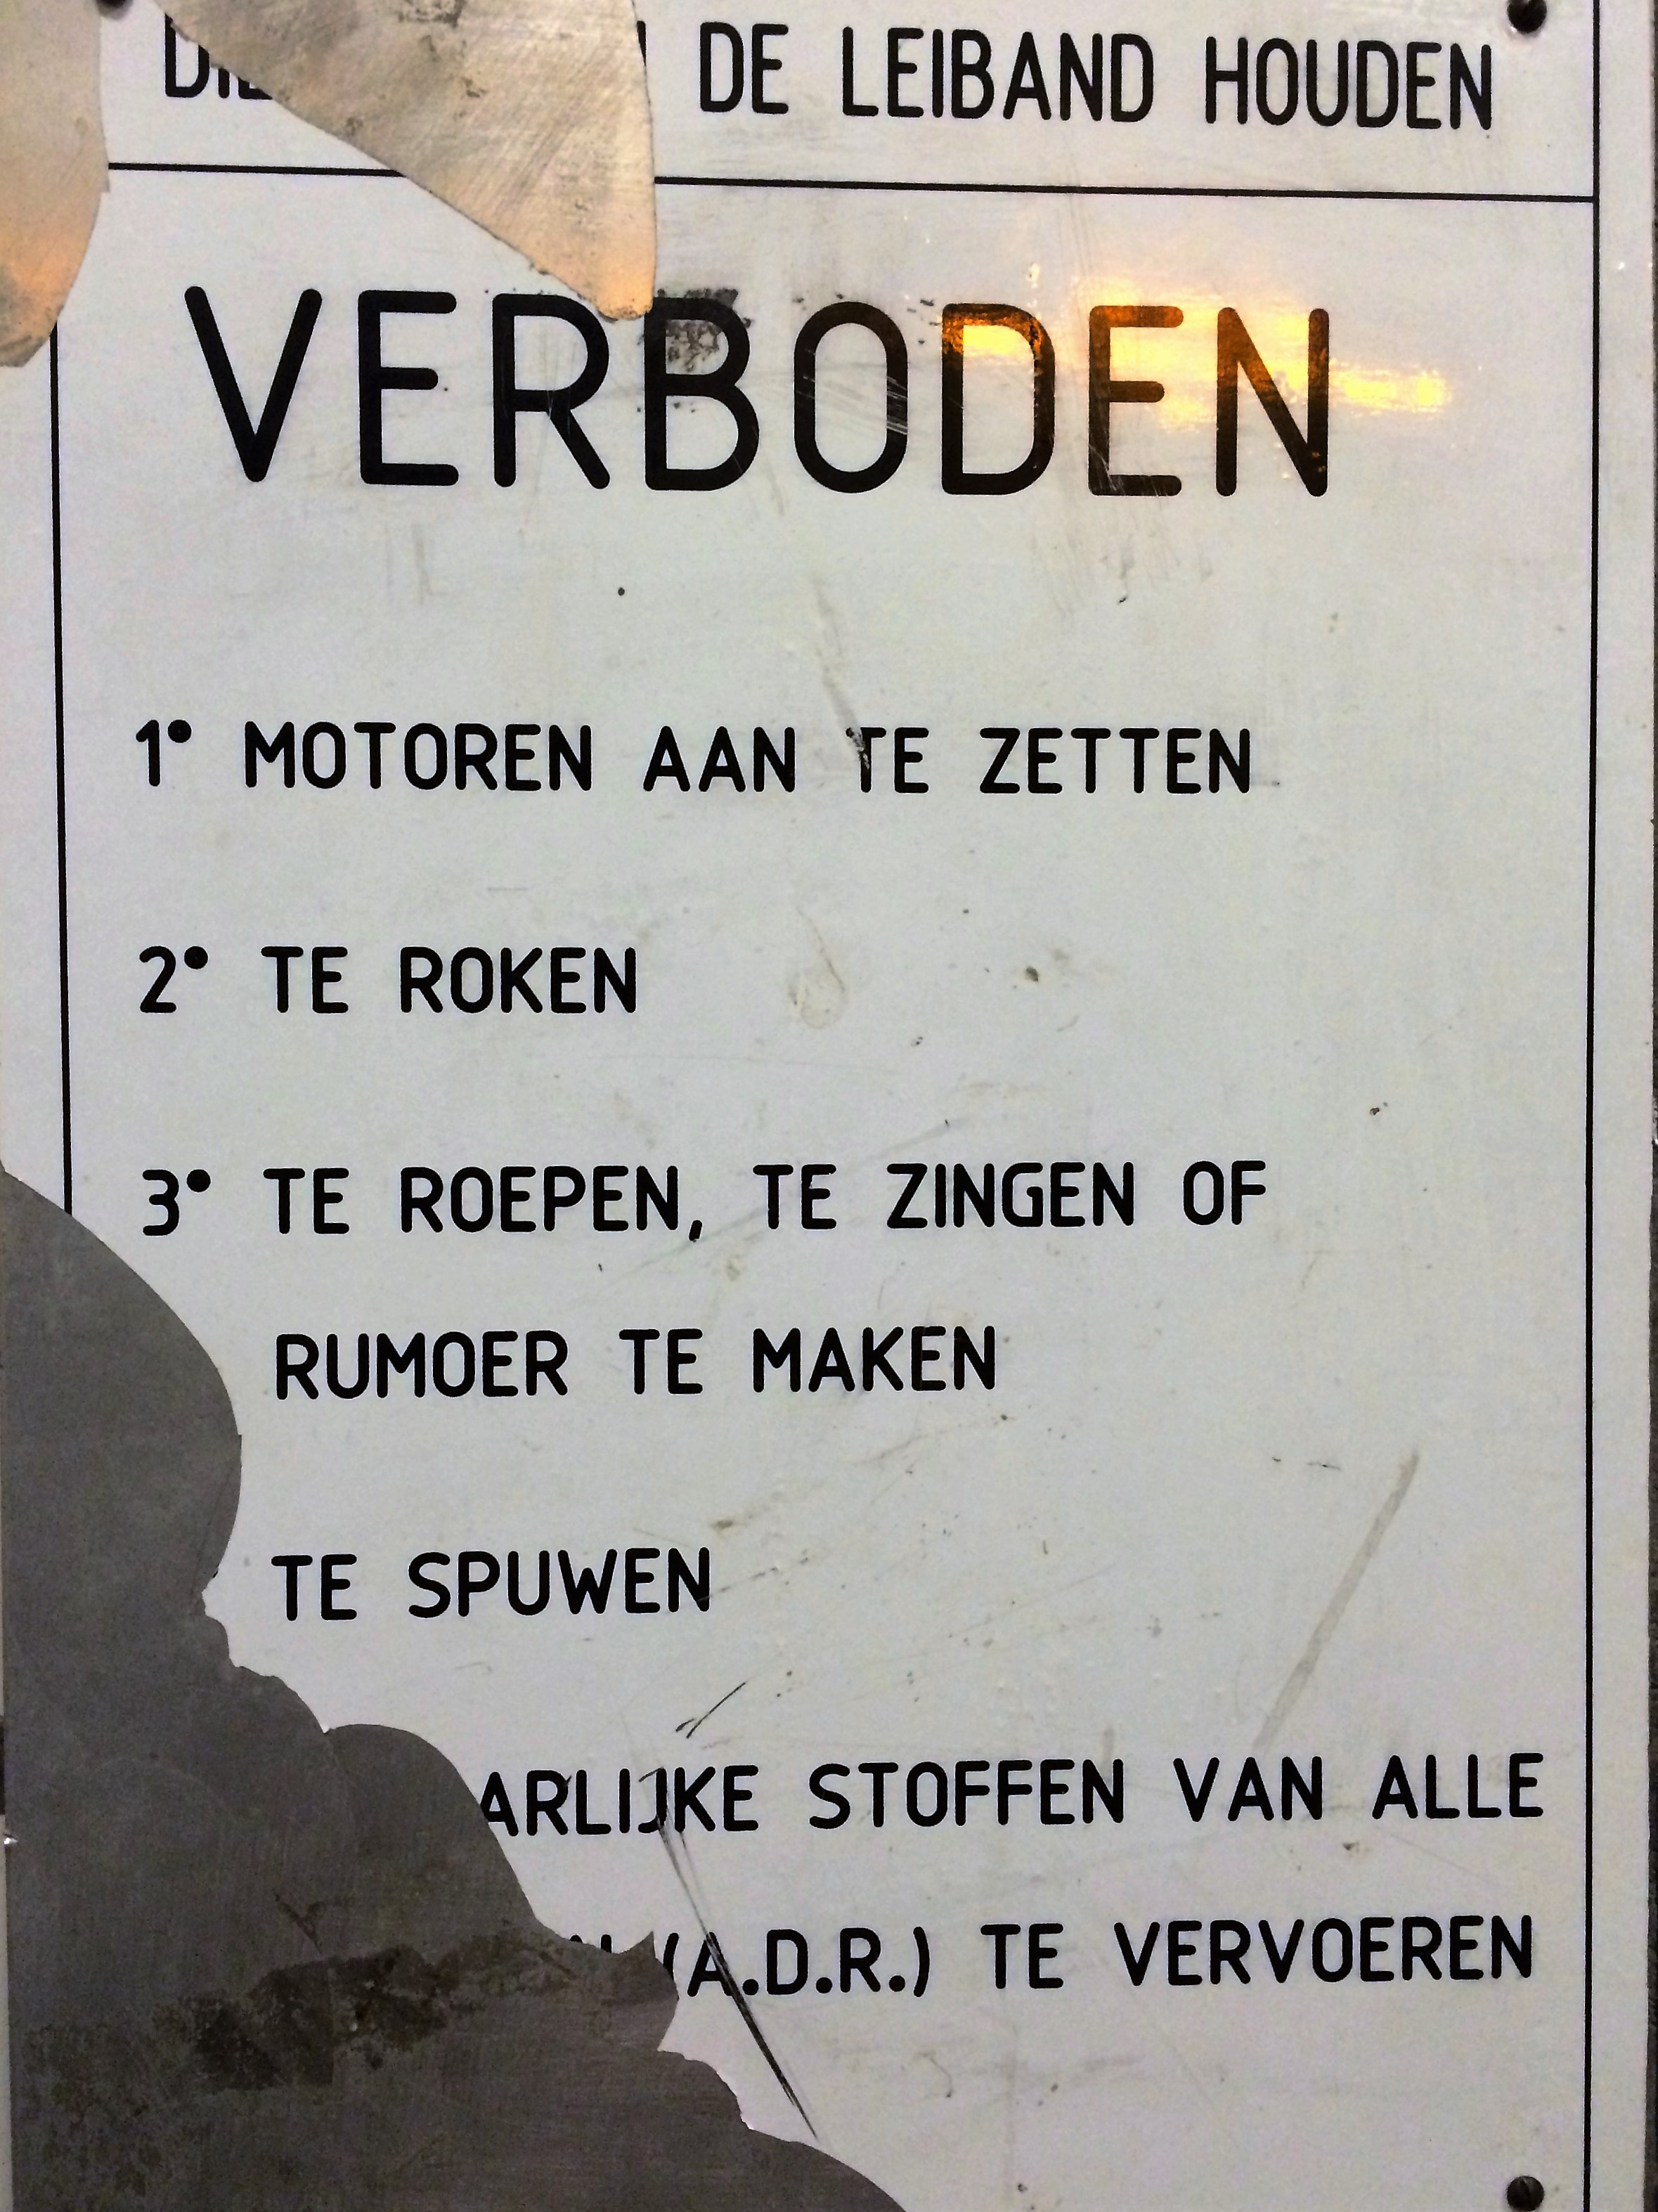 DE LEIBAND HOUDEN
VERBODEN
1° MOTOREN AAN TE ZETTEN
2° TE ROKEN
3° TE ROEPEN, TE ZINGEN OF
RUMOER TE MAKEN
TE SPUWEN
ARLIJKE STOFFEN VAN ALLE
(A.D.R.) TE VERVOEREN